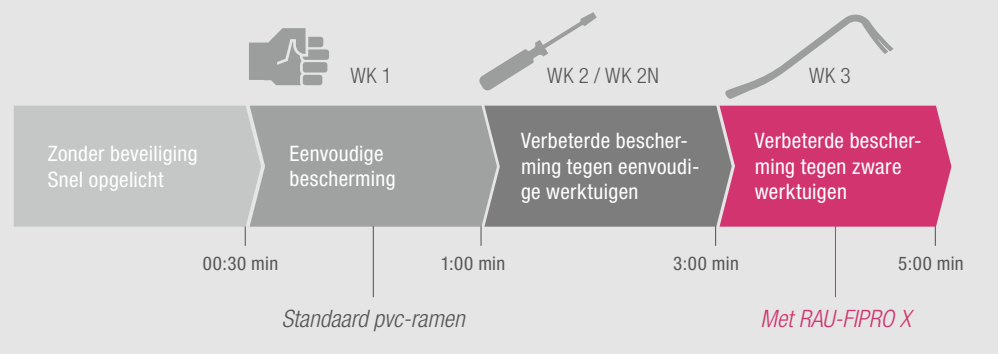 WK 1
WK 2 / WK 2N
WK 3
Zonder beveiliging
Snel opgelicht
Eenvoudige
bescherming
Verbeterde bescher-
ming tegen eenvoudi-
ge werktuigen
Verbeterde bescher-
ming tegen zware
werktuigen
00:30 min
1:00 min
3:00 min
5:00 min
Standaard pvc-ramen
Met RAU-FIPRO X